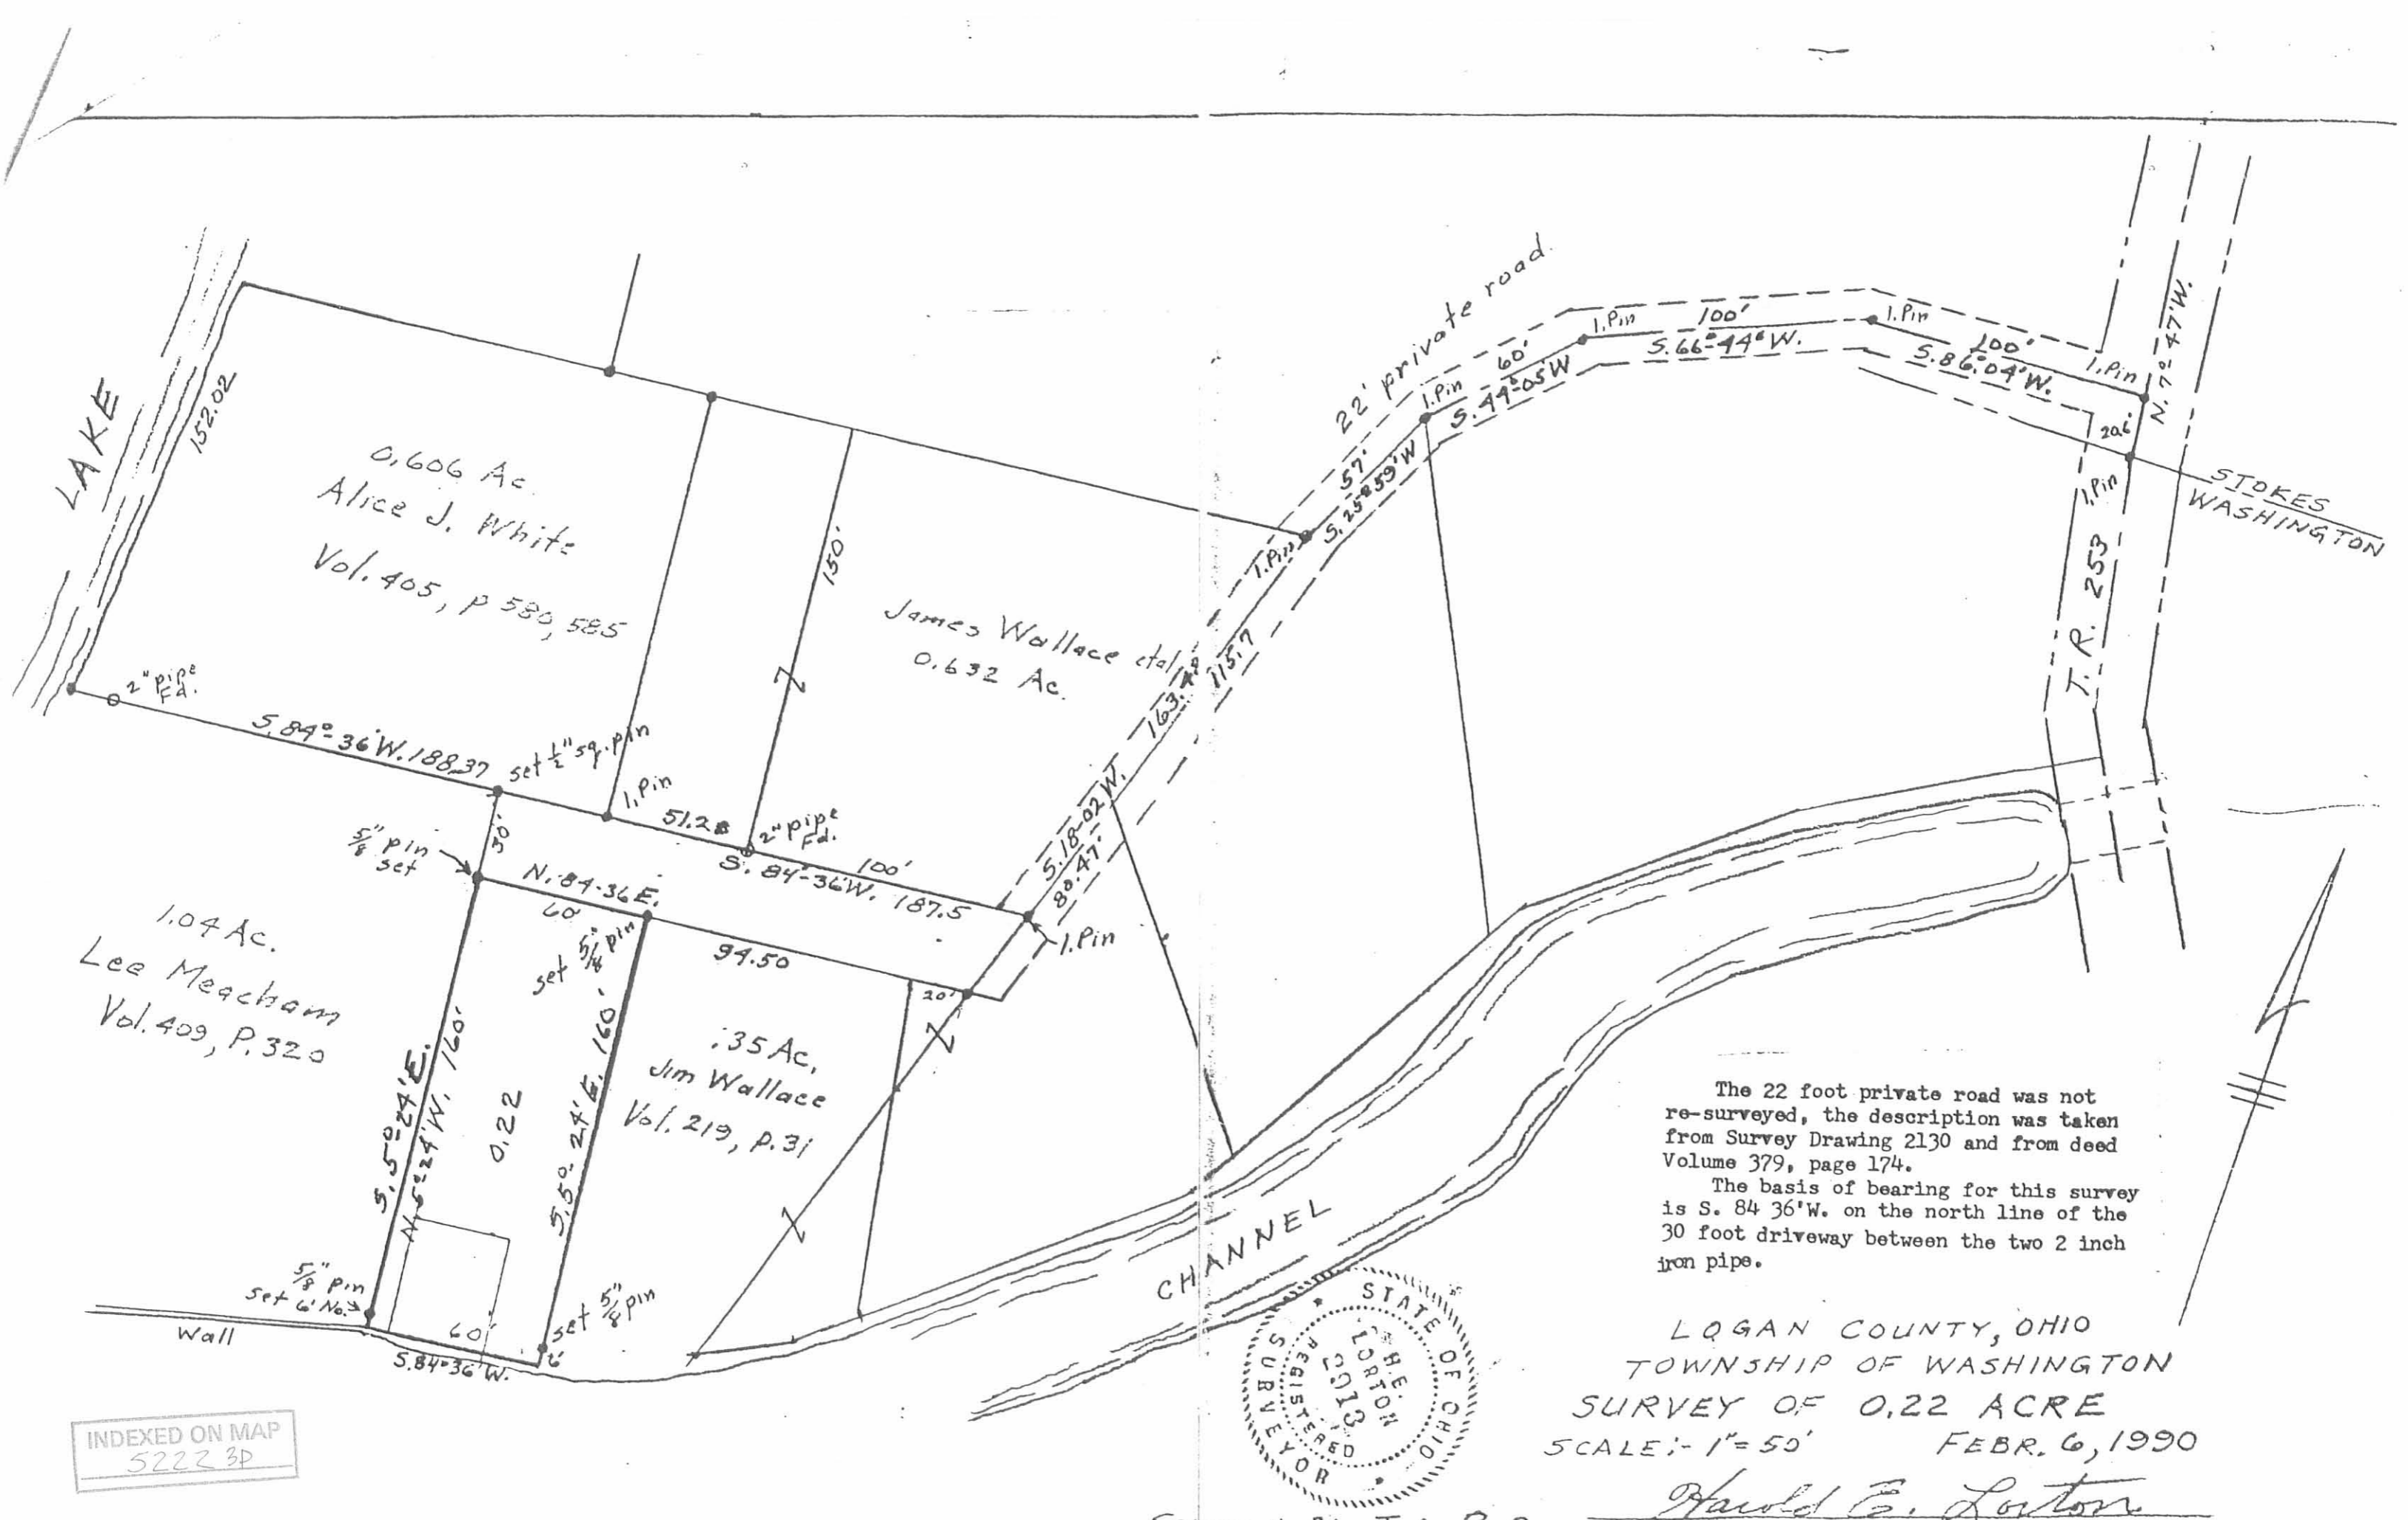 22' private road
LAKE
152.02
0.606 Ac.
Alice J. White
Vol. 405, p 580, 585
2" pipe
Fd.
S. 84°-36'W. 188.37
set ½" sq. pin
1. Pin
51.28
2" pipe
Fd.
150'
James Wallace etal
0.632 Ac.
100'
S. 84°-36'W. 187.5
1. Pin
S. 18-02 W.
163.
115.7
80.47'
1. Pin
57'
S. 25°59'W
1. Pin
60'
S. 44°-05'W
1. Pin
100'
S. 66°-44'W.
1. Pin
100'
S. 86°.04'W.
1. Pin
N. 7°-47'W.
20.6'
1. Pin
STOKES
WASHINGTON
T. R. 253
30'
5/8" pin
set
N. 84-36 E.
60'
set 5/8" pin
94.50
20'
1.04 Ac.
Lee Meacham
Vol. 409, P. 320
S. 5°-24'E.
N. 5°24'W. 160'
0.22
S. 5°-24'E. 160'
.35 Ac.
Jim Wallace
Vol. 219, P. 31
5/8" pin
set 6' No.
Wall
60'
S. 84°36'W.
6'
set 5/8" pin
CHANNEL
The 22 foot private road was not
re-surveyed, the description was taken
from Survey Drawing 2130 and from deed
Volume 379, page 174.
The basis of bearing for this survey
is S. 84 36'W. on the north line of the
30 foot driveway between the two 2 inch
iron pipe.
LOGAN COUNTY, OHIO
TOWNSHIP OF WASHINGTON
SURVEY OF 0.22 ACRE
SCALE:- 1"= 50' FEBR. 6, 1990
Harold E. Lorton
STATE OF OHIO
H.E.
LORTON
2913
REGISTERED
SURVEYOR
INDEXED ON MAP
5222 3D